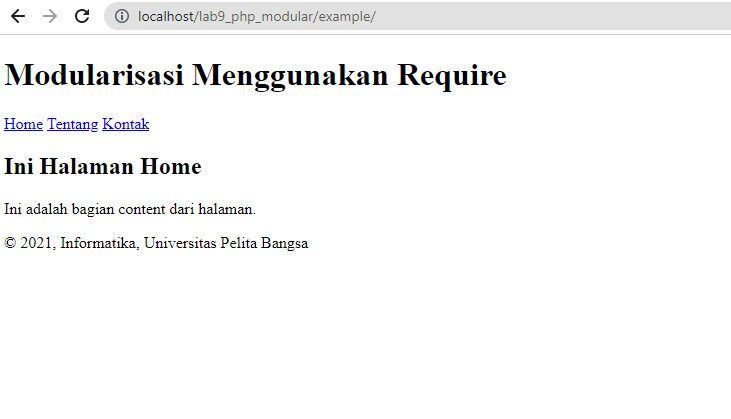 localhost/lab9_php_modular/example/
Modularisasi Menggunakan Require
Home Tentang Kontak
Ini Halaman Home
Ini adalah bagian content dari halaman.
© 2021, Informatika, Universitas Pelita Bangsa